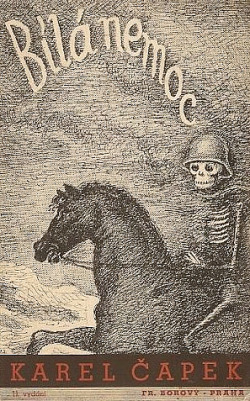 Bílá nemoc
KAREL ČAPEK
11. vydání
FR. BOROVÝ - PRAHA